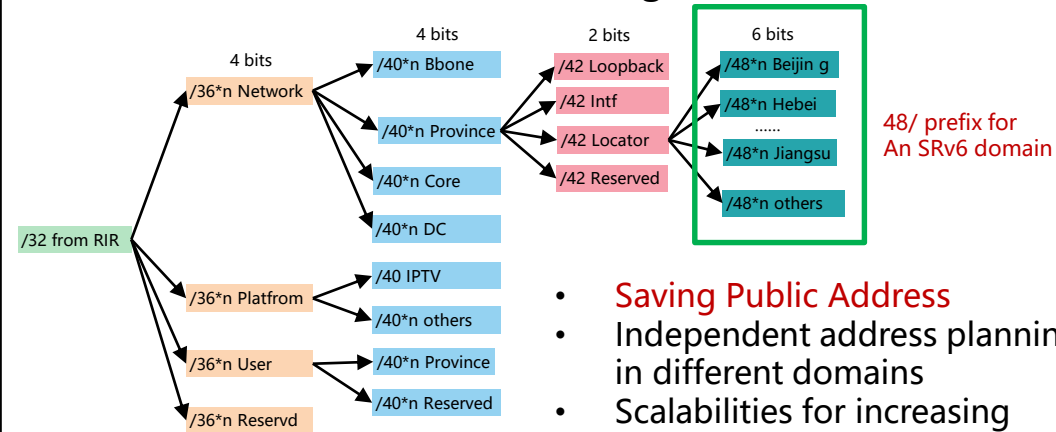 4 bits
4 bits
2 bits
6 bits
/32 from RIR
/36*n Network
/36*n Platfrom
/36*n User
/36*n Reservd
/40*n Bbone
/40*n Province
/40*n Core
/40*n DC
/40 IPTV
/40*n others
/40*n Province
/40*n Reserved
/42 Loopback
/42 Intf
/42 Locator
/42 Reserved
/48*n Beijin g
/48*n Hebei
......
/48*n Jiangsu
/48*n others
48/ prefix for
An SRv6 domain
• Saving Public Address
• Independent address plannin
in different domains
• Scalabilities for increasing